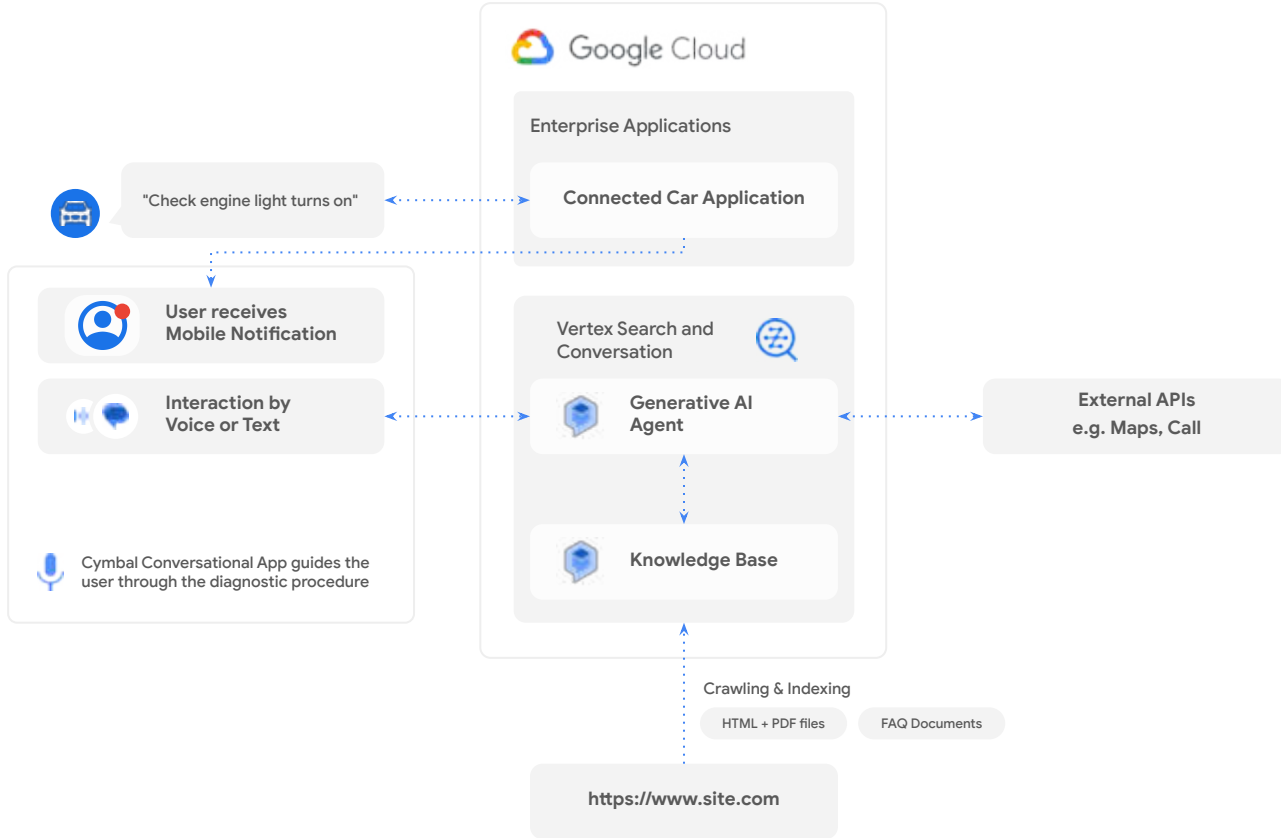 Google Cloud
Enterprise Applications
"Check engine light turns on"
Connected Car Application
User receives
Mobile Notification
Interaction by
Voice or Text
Cymbal Conversational App guides the
user through the diagnostic procedure
Vertex Search and
Conversation
Generative AI
Agent
Knowledge Base
External APIs
e.g. Maps, Call
Crawling & Indexing
HTML + PDF files
FAQ Documents
https://www.site.com